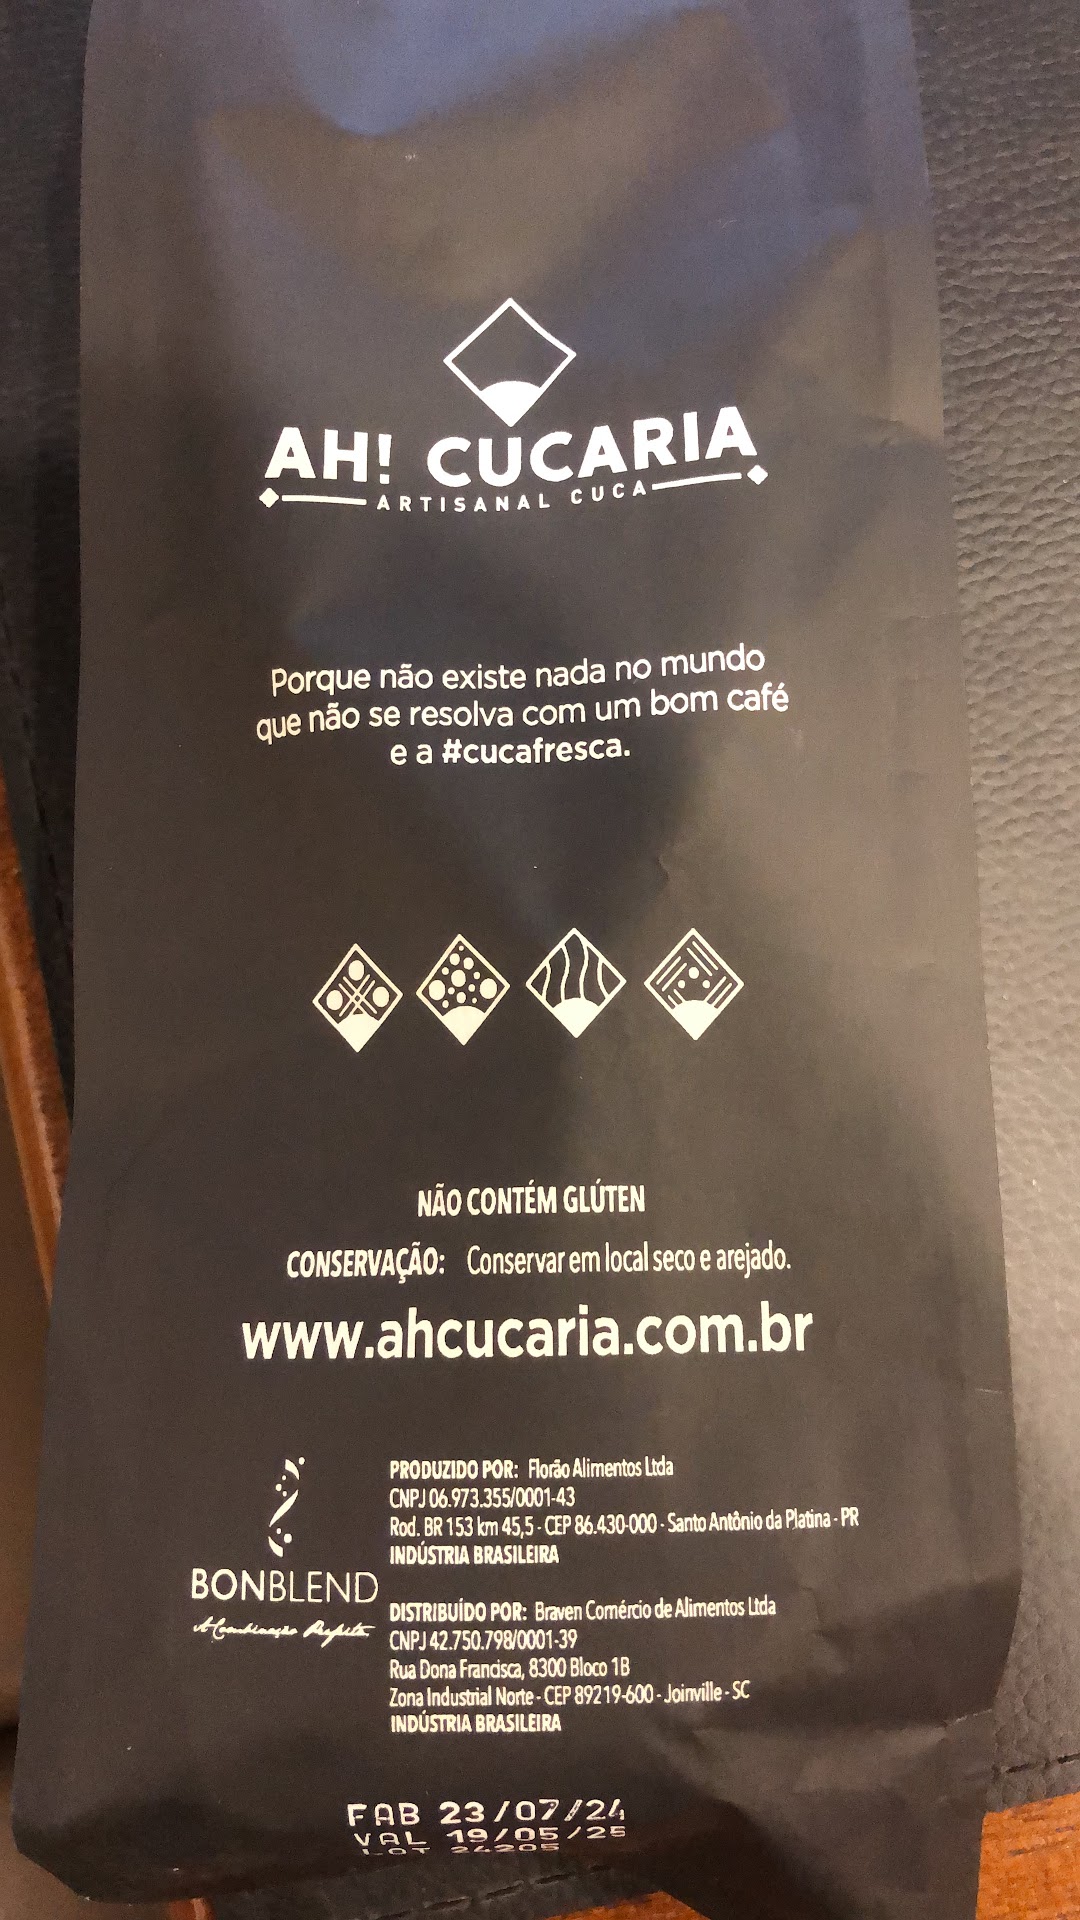 AH! CUCARIA
ARTISANAL CUCA
Porque não existe nada no mundo
que não se resolva com um bom café
e a #cucafresca.
NÃO CONTÉM GLÚTEN
CONSERVAÇÃO: Conservar em local seco e arejado.
www.ahcucaria.com.br
BONBLEND
A Combinação Perfeita
PRODUZIDO POR: Florão Alimentos Ltda
CNPJ 06.973.355/0001-43
Rod. BR 153 km 45,5 - CEP 86.430-000 - Santo Antônio da Platina - PR
INDÚSTRIA BRASILEIRA
DISTRIBUÍDO POR: Braven Comércio de Alimentos Ltda
CNPJ 42.750.798/0001-39
Rua Dona Francisca, 8300 Bloco 1B
Zona Industrial Norte - CEP 89219-600 - Joinville - SC
INDÚSTRIA BRASILEIRA
FAB 23/07/24
VAL 19/05/25
LOT 24205